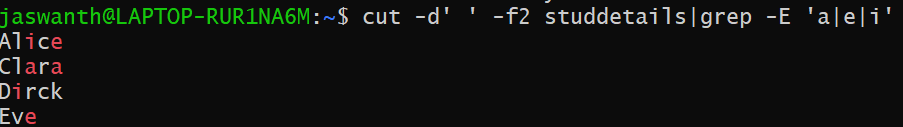 jaswanth@LAPTOP-RUR1NA6M:~$ cut -d' ' -f2 studdetails|grep -E 'a|e|i'
Alice
Clara
Dirck
Eve